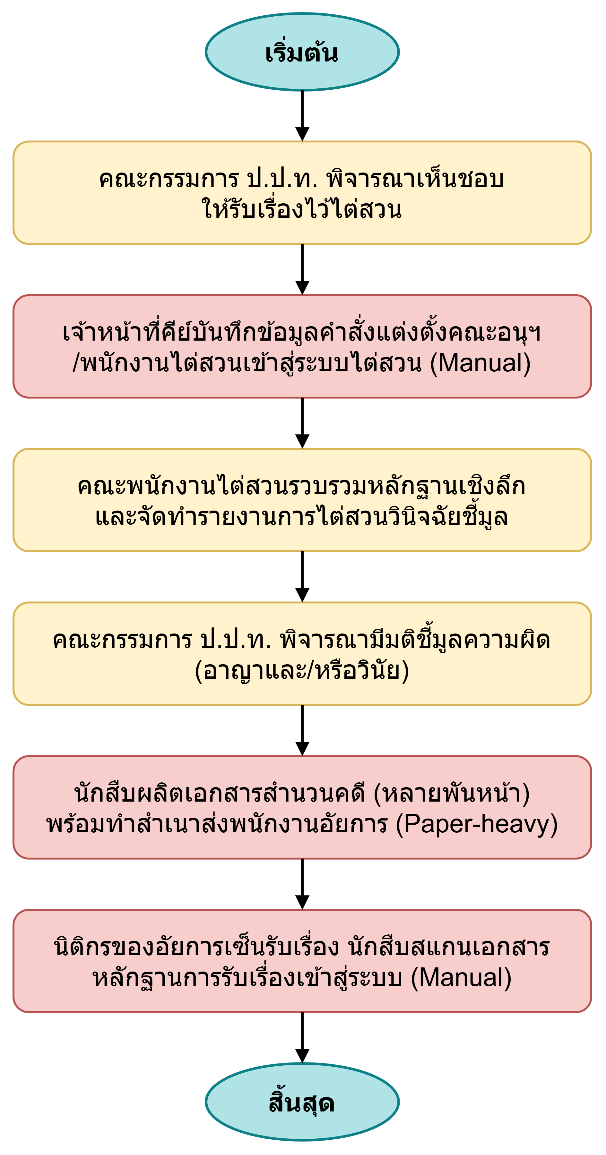 เริ่มต้น
คณะกรรมการ ป.ป.ท. พิจารณาเห็นชอบ
ให้รับเรื่องไว้ไต่สวน
เจ้าหน้าที่คีย์บันทึกข้อมูลคำสั่งแต่งตั้งคณะอนุฯ
/พนักงานไต่สวนเข้าสู่ระบบไต่สวน (Manual)
คณะพนักงานไต่สวนรวบรวมหลักฐานเชิงลึก
และจัดทำรายงานการไต่สวนวินิจฉัยชี้มูล
คณะกรรมการ ป.ป.ท. พิจารณามีมติชี้มูลความผิด
(อาญาและ/หรือวินัย)
นักสืบผลิตเอกสารสำนวนคดี (หลายพันหน้า)
พร้อมทำสำเนาส่งพนักงานอัยการ (Paper-heavy)
นิติกรของอัยการเซ็นรับเรื่อง นักสืบสแกนเอกสาร
หลักฐานการรับเรื่องเข้าสู่ระบบ (Manual)
สิ้นสุด